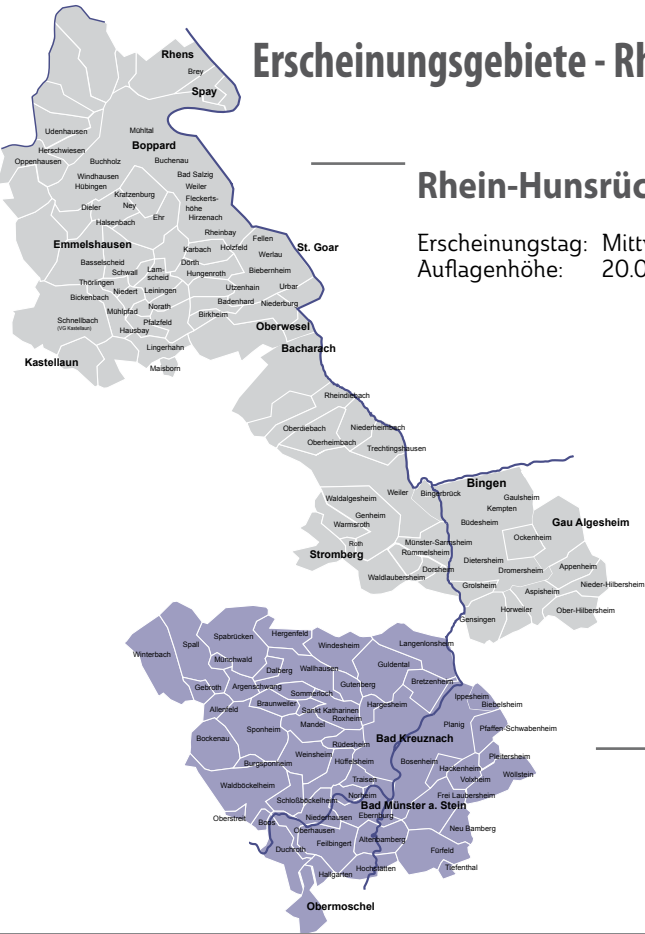 Erscheinungsgebiete - Rh
Rhein-Hunsrüc
Erscheinungstag: Mitt
Auflagenhöhe: 20.0
Rhens
Brey
Spay
Udenhausen
Mühltal
Herschwiesen
Boppard
Oppenhausen
Buchholz
Buchenau
Windhausen
Bad Salzig
Hübingen
Weiler
Kratzenburg
Fleckerts-
höhe
Dieler
Ney
Hirzenach
Halsenbach
Ehr
Rheinbay
Fellen
Emmelshausen
Karbach
Holzfeld
Werlau
St. Goar
Basselscheid
Dörth
Schwall
Lam-
scheid
Hungenroth
Biebernheim
Thörlingen
Niedert
Leiningen
Utzenhain
Urbar
Bickenbach
Norath
Badenhard
Niederburg
Mühlpfad
Birkheim
Schnellbach
(VG Kastellaun)
Pfalzfeld
Hausbay
Oberwesel
Lingerhahn
Bacharach
Kastellaun
Maisborn
Rheindiebach
Oberdiebach
Niederheimbach
Oberheimbach
Trechtingshausen
Bingen
Waldalgesheim
Weiler
Bingerbrück
Gaulsheim
Kempten
Genheim
Büdesheim
Gau Algesheim
Warmsroth
Ockenheim
Roth
Münster-Sarmsheim
Stromberg
Rümmelsheim
Dietersheim
Dorsheim
Dromersheim
Appenheim
Waldlaubersheim
Grolsheim
Nieder-Hilbersheim
Aspisheim
Horweiler
Ober-Hilbersheim
Gensingen
Hergenfeld
Spabrücken
Spall
Windesheim
Langenlonsheim
Winterbach
Münchwald
Wallhausen
Guldental
Dalberg
Bretzenheim
Gebroth
Argenschwang
Gutenberg
Sommerloch
Ippesheim
Braunweiler
Hargesheim
Biebelsheim
Allenfeld
Sankt Katharinen
Roxheim
Mandel
Planig
Pfaffen-Schwabenheim
Sponheim
Bockenau
Bad Kreuznach
Rüdesheim
Weinsheim
Pleitersheim
Burgsponheim
Hüffelsheim
Bosenheim
Hackenheim
Wöllstein
Traisen
Volxheim
Waldböckelheim
Norheim
Frei Laubersheim
Schloßböckelheim
Bad Münster a. Stein
Oberstreit
Niederhausen
Ebernburg
Boos
Oberhausen
Neu Bamberg
Feilbingert
Altenbamberg
Duchroth
Fürfeld
Hochstätten
Tiefenthal
Hallgarten
Obermoschel